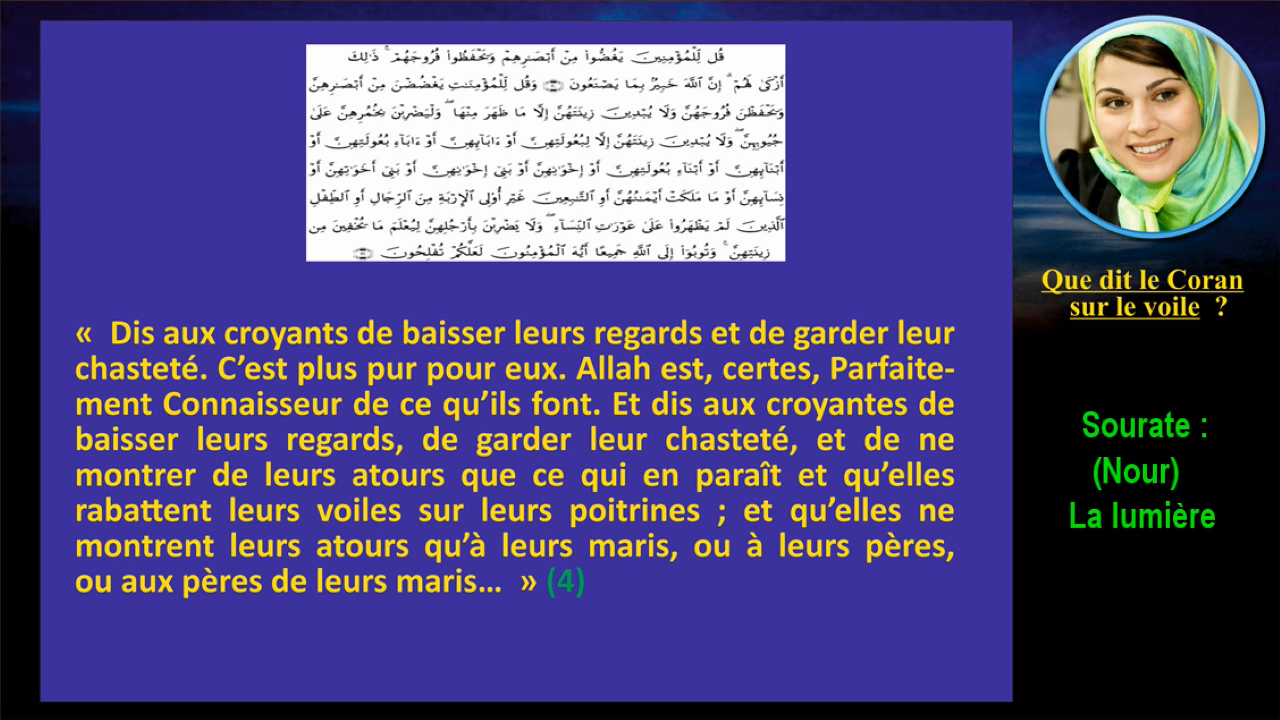 قُل لِّلْمُؤْمِنِينَ يَغُضُّوا۟ مِنْ أَبْصَـٰرِهِمْ وَيَحْفَظُوا۟ فُرُوجَهُمْ ۚ ذَٰلِكَ
أَزْكَىٰ لَهُمْ ۗ إِنَّ ٱللَّهَ خَبِيرٌۢ بِمَا يَصْنَعُونَ ۝٣٠ وَقُل لِّلْمُؤْمِنَـٰتِ يَغْضُضْنَ مِنْ أَبْصَـٰرِهِنَّ
وَيَحْفَظْنَ فُرُوجَهُنَّ وَلَا يُبْدِينَ زِينَتَهُنَّ إِلَّا مَا ظَهَرَ مِنْهَا ۖ وَلْيَضْرِبْنَ بِخُمُرِهِنَّ عَلَىٰ
جُيُوبِهِنَّ ۖ وَلَا يُبْدِينَ زِينَتَهُنَّ إِلَّا لِبُعُولَتِهِنَّ أَوْ ءَابَآئِهِنَّ أَوْ ءَابَآءِ بُعُولَتِهِنَّ أَوْ
أَبْنَآئِهِنَّ أَوْ أَبْنَآءِ بُعُولَتِهِنَّ أَوْ إِخْوَٰنِهِنَّ أَوْ بَنِىٓ إِخْوَٰنِهِنَّ أَوْ بَنِىٓ أَخَوَٰتِهِنَّ أَوْ
نِسَآئِهِنَّ أَوْ مَا مَلَكَتْ أَيْمَـٰنُهُنَّ أَوِ ٱلتَّـٰبِعِينَ غَيْرِ أُو۟لِى ٱلْإِرْبَةِ مِنَ ٱلرِّجَالِ أَوِ ٱلطِّفْلِ
ٱلَّذِينَ لَمْ يَظْهَرُوا۟ عَلَىٰ عَوْرَٰتِ ٱلنِّسَآءِ ۖ وَلَا يَضْرِبْنَ بِأَرْجُلِهِنَّ لِيُعْلَمَ مَا يُخْفِينَ مِن
زِينَتِهِنَّ ۚ وَتُوبُوٓا۟ إِلَى ٱللَّهِ جَمِيعًا أَيُّهَ ٱلْمُؤْمِنُونَ لَعَلَّكُمْ تُفْلِحُونَ ۝٣١
«  Dis aux croyants de baisser leurs regards et de garder leur
chasteté. C’est plus pur pour eux. Allah est, certes, Parfaite-
ment Connaisseur de ce qu’ils font. Et dis aux croyantes de
baisser leurs regards, de garder leur chasteté, et de ne
montrer de leurs atours que ce qui en paraît et qu’elles
rabattent leurs voiles sur leurs poitrines ; et qu’elles ne
montrent leurs atours qu’à leurs maris, ou à leurs pères,
ou aux pères de leurs maris…  » (4)
Que dit le Coran
sur le voile  ?
Sourate :
(Nour)
La lumière